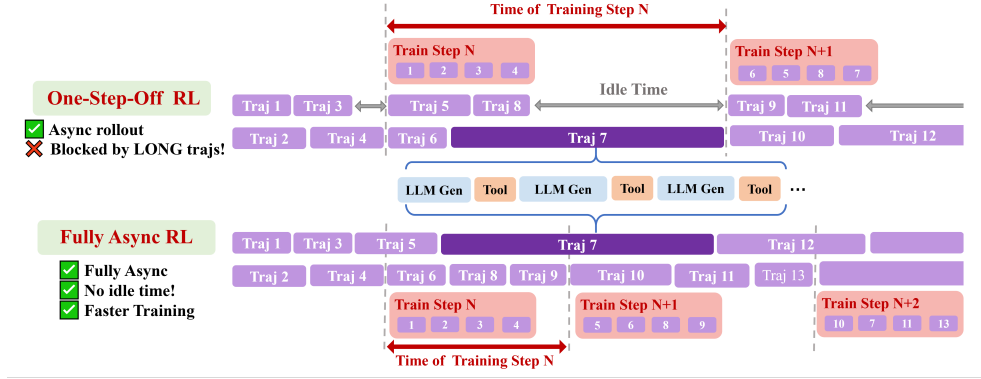 Time of Training Step N
Train Step N
1 2 3 4
Train Step N+1
6 5 8 7
One-Step-Off RL
Async rollout
Blocked by LONG trajs!
Traj 1 Traj 3 Traj 5 Traj 8 Idle Time Traj 9 Traj 11
Traj 2 Traj 4 Traj 6 Traj 7 Traj 10 Traj 12
LLM Gen Tool LLM Gen Tool LLM Gen Tool ...
Fully Async RL
Fully Async
No idle time!
Faster Training
Traj 1 Traj 3 Traj 5 Traj 7 Traj 12
Traj 2 Traj 4 Traj 6 Traj 8 Traj 9 Traj 10 Traj 11 Traj 13
Train Step N
1 2 3 4
Train Step N+1
5 6 8 9
Train Step N+2
10 7 11 13
Time of Training Step N